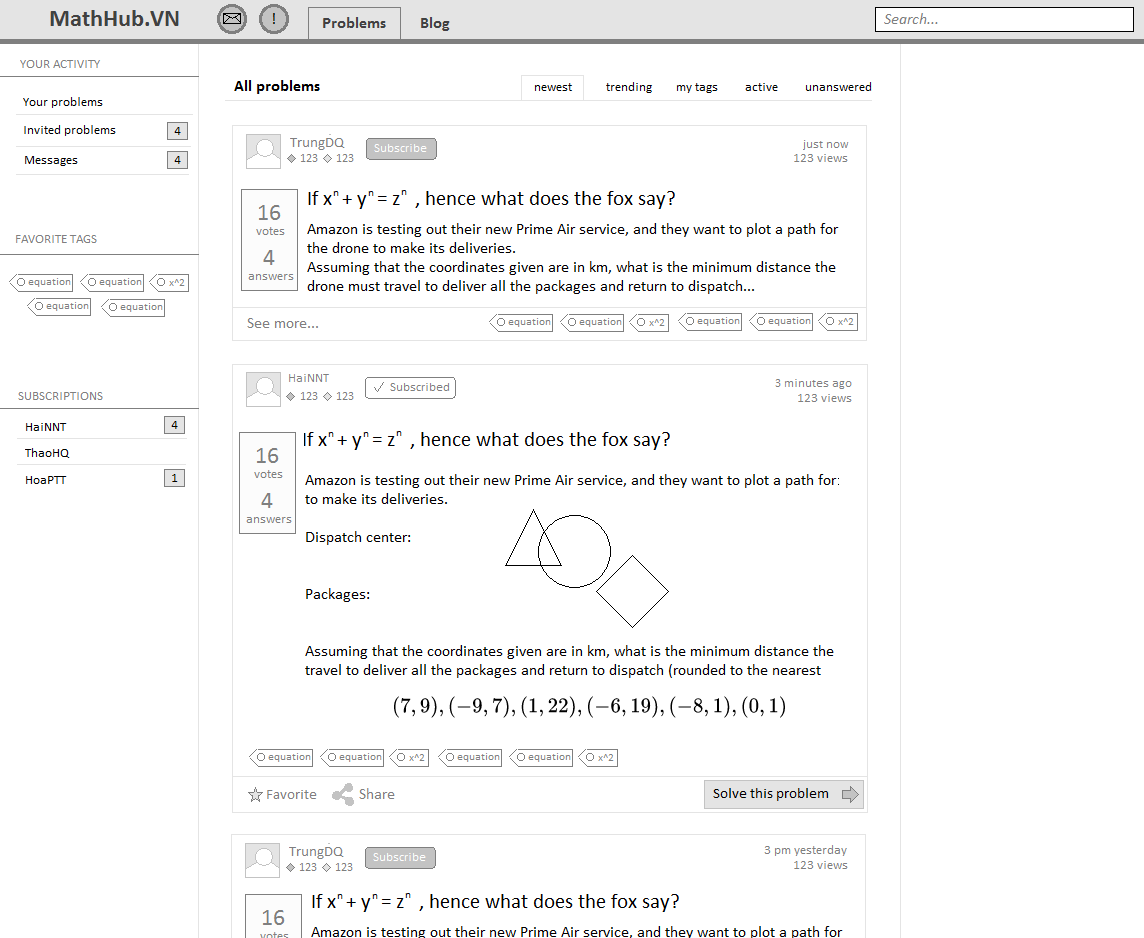 MathHub.VN ! Problems Blog Search...
YOUR ACTIVITY
Your problems
Invited problems 4
Messages 4
FAVORITE TAGS
equation equation x^2
equation equation
SUBSCRIPTIONS
HaiNNT 4
ThaoHQ
HoaPTT 1
All problems newest trending my tags active unanswered
TrungDQ Subscribe just now
123 123 123 views
If xⁿ + yⁿ = zⁿ , hence what does the fox say?
16
votes
4
answers
Amazon is testing out their new Prime Air service, and they want to plot a path for
the drone to make its deliveries.
Assuming that the coordinates given are in km, what is the minimum distance the
drone must travel to deliver all the packages and return to dispatch...
See more... equation equation x^2 equation equation x^2
HaiNNT Subscribed 3 minutes ago
123 123 123 views
If xⁿ + yⁿ = zⁿ , hence what does the fox say?
16
votes
4
answers
Amazon is testing out their new Prime Air service, and they want to plot a path for
to make its deliveries.
Dispatch center:
Packages:
Assuming that the coordinates given are in km, what is the minimum distance the
travel to deliver all the packages and return to dispatch (rounded to the nearest
(7, 9), (−9, 7), (1, 22), (−6, 19), (−8, 1), (0, 1)
equation equation x^2 equation equation x^2
Favorite Share Solve this problem
TrungDQ Subscribe 3 pm yesterday
123 123 123 views
If xⁿ + yⁿ = zⁿ , hence what does the fox say?
16
votes
Amazon is testing out their new Prime Air service, and they want to plot a path for